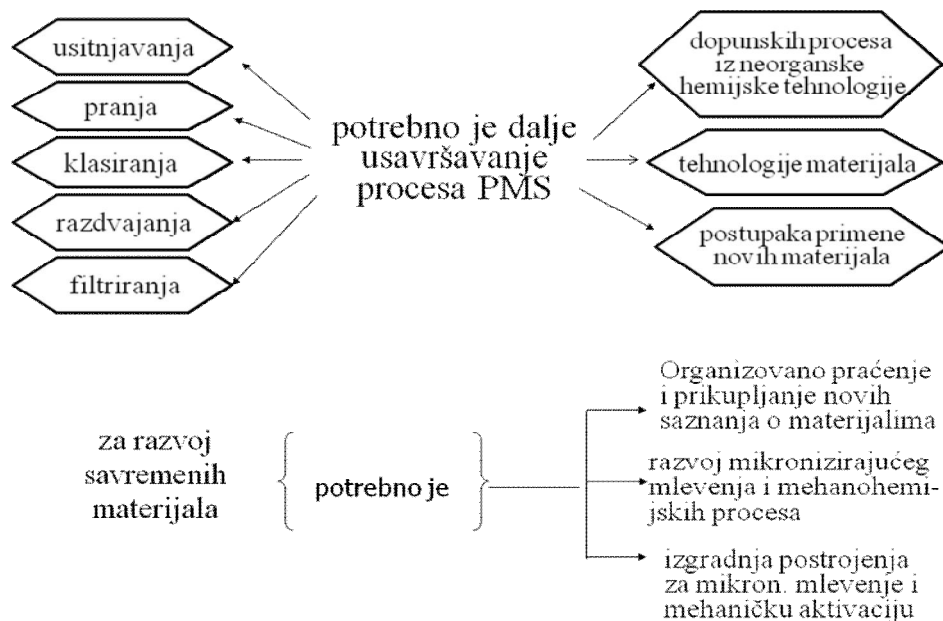 usitnjavanja
pranja
klasiranja
razdvajanja
filtriranja
potrebno je dalje
usavršavanje
procesa PMS
dopunskih procesa
iz neorganske
hemijske tehnologije
tehnologije materijala
postupaka primene
novih materijala
za razvoj
savremenih
materijala
potrebno je
Organizovano praćenje
i prikupljanje novih
saznanja o materijalima
razvoj mikronizirajućeg
mlevenja i mehanohemi-
jskih procesa
izgradnja postrojenja
za mikron. mlevenje i
mehaničku aktivaciju